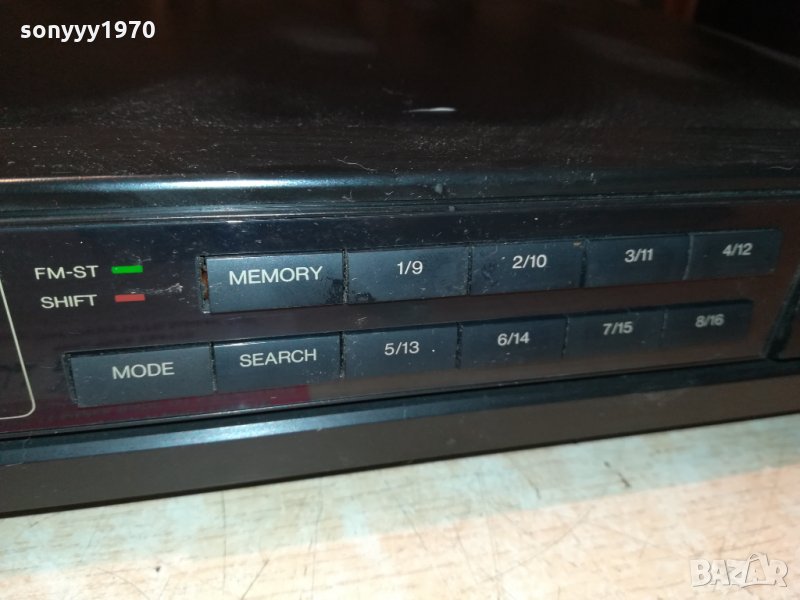 sonyyy1970
FM-ST
SHIFT
MEMORY 1/9 2/10 3/11 4/12
MODE SEARCH 5/13 6/14 7/15 8/16
BAZAR